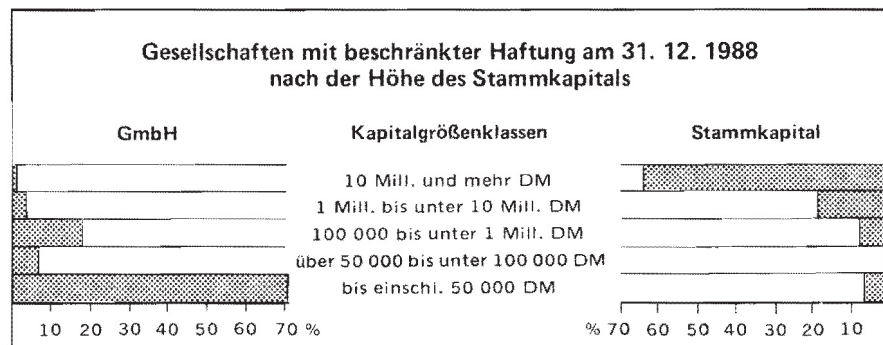 Gesellschaften mit beschränkter Haftung am 31. 12. 1988
nach der Höhe des Stammkapitals
GmbH Kapitalgrößenklassen Stammkapital
10 Mill. und mehr DM
1 Mill. bis unter 10 Mill. DM
100 000 bis unter 1 Mill. DM
über 50 000 bis unter 100 000 DM
bis einschl. 50 000 DM
10 20 30 40 50 60 70 % % 70 60 50 40 30 20 10